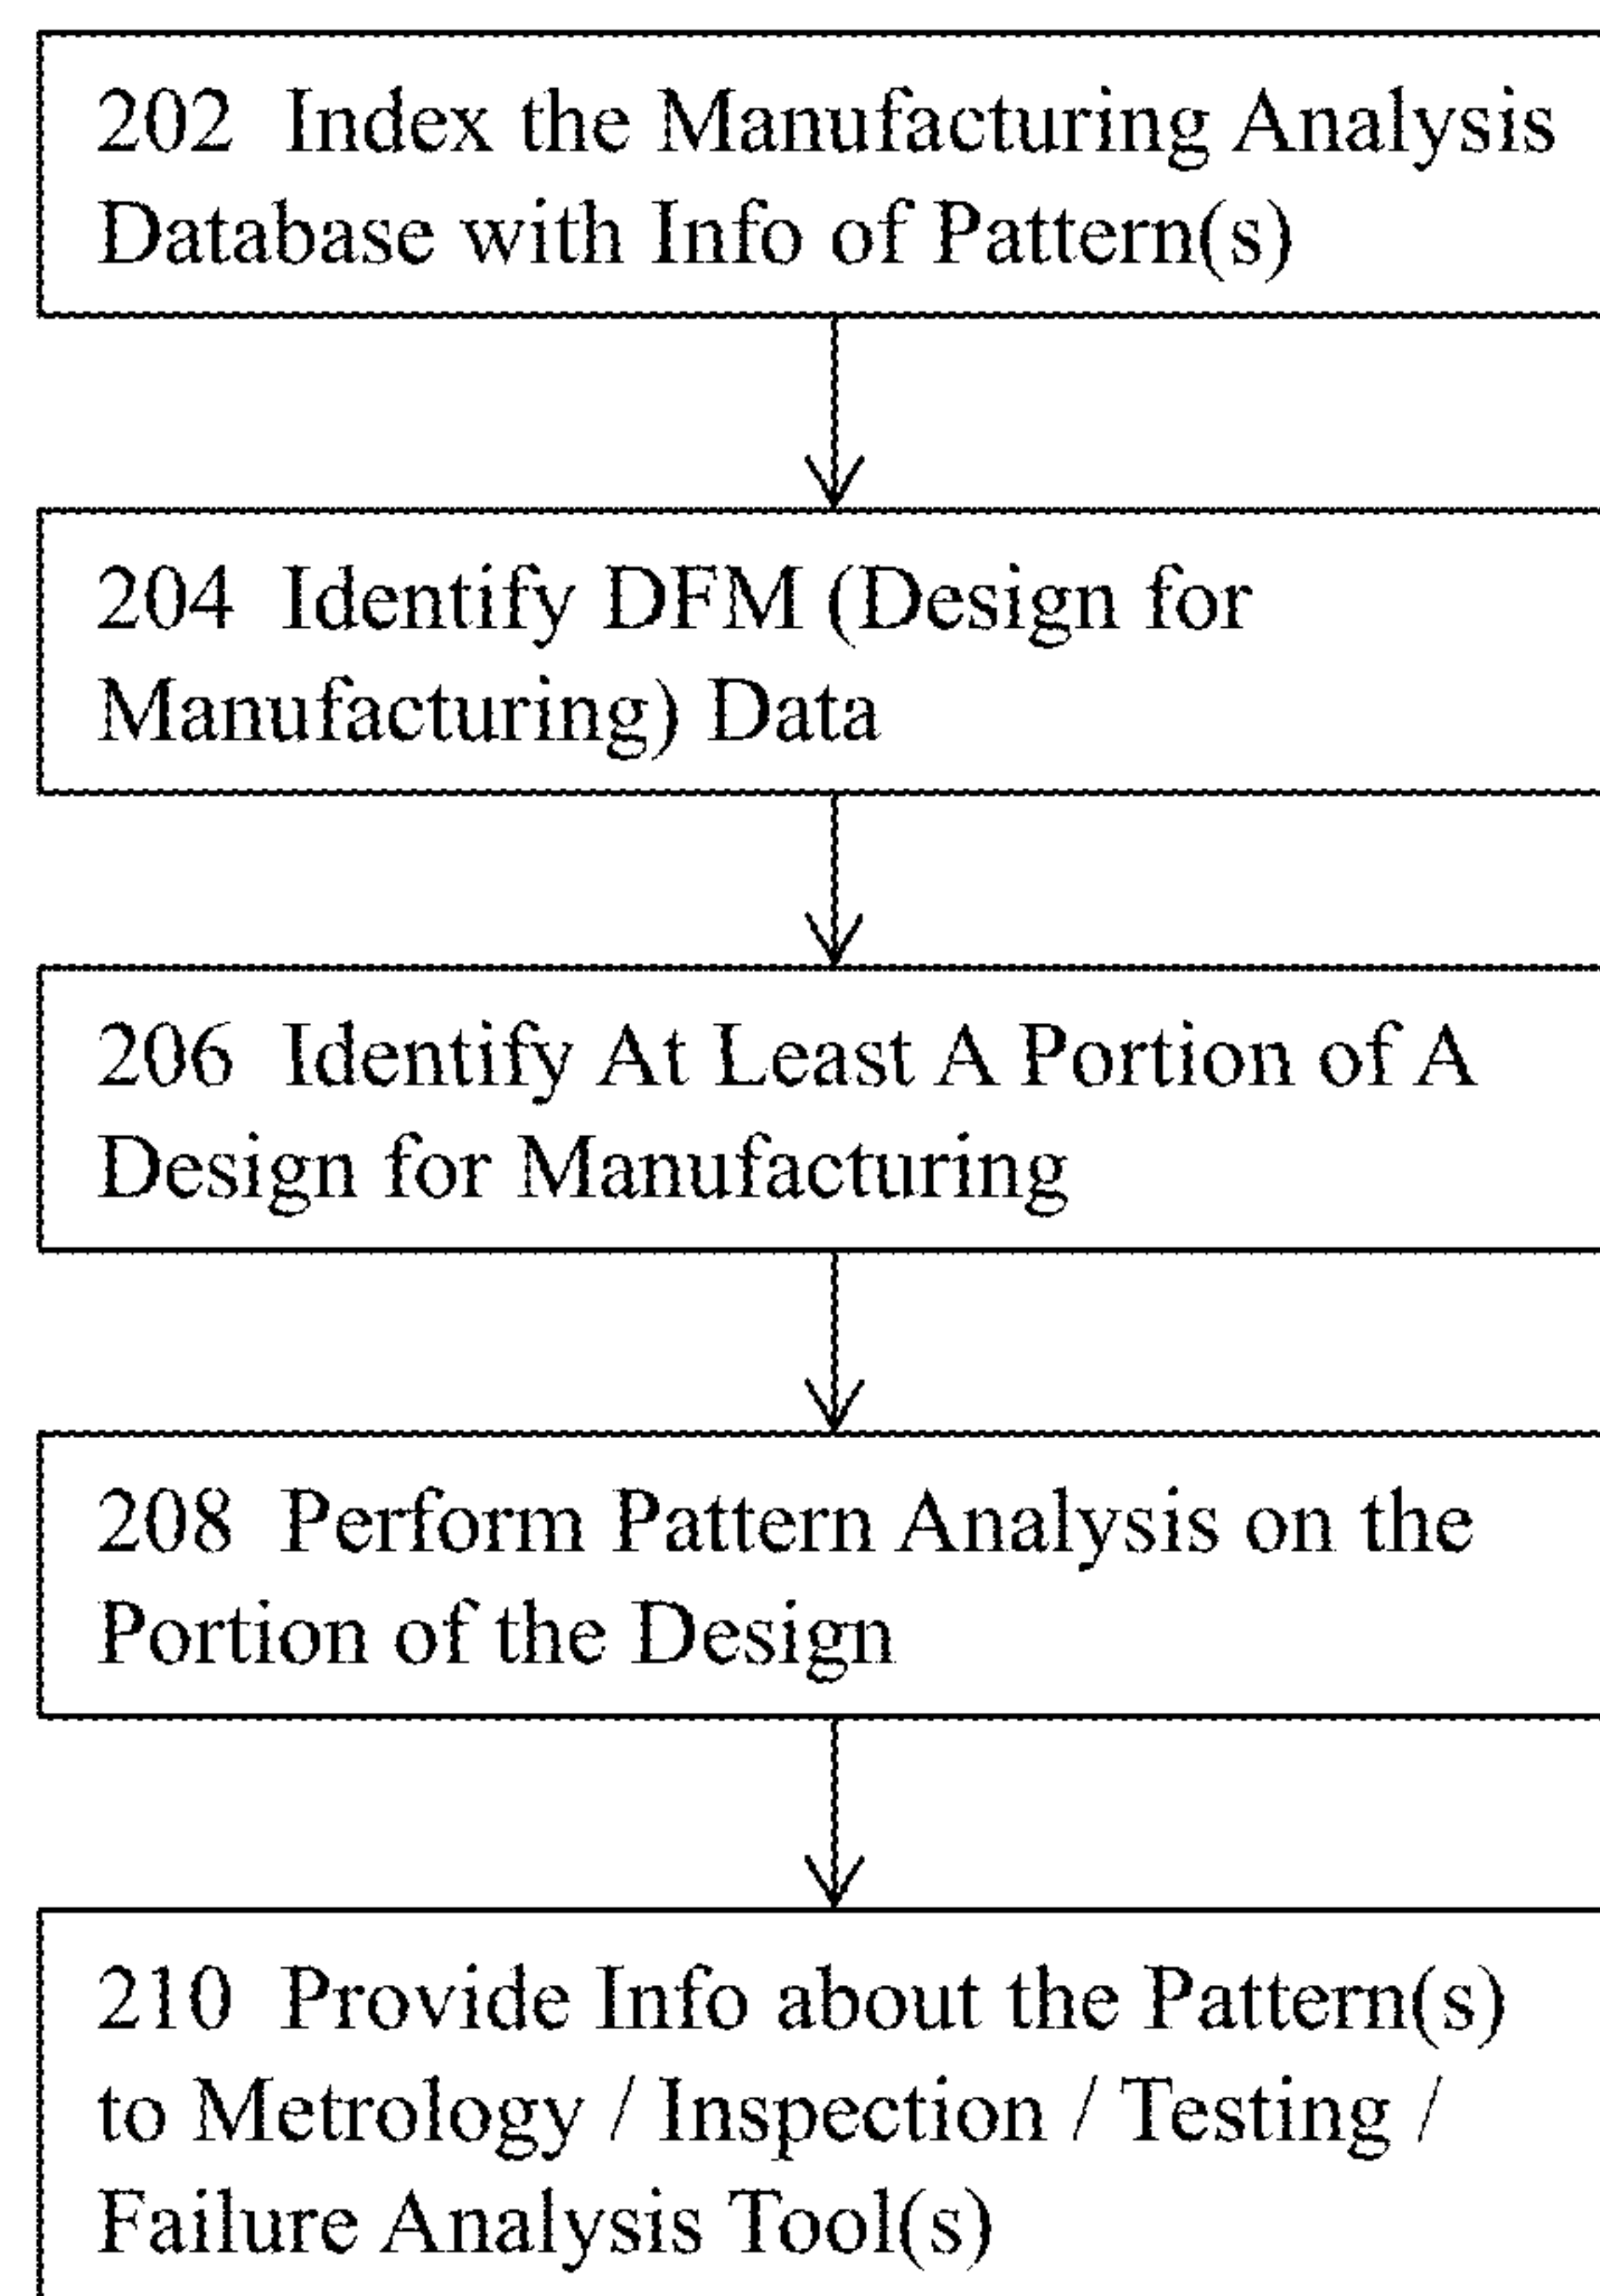 202 Index the Manufacturing Analysis
Database with Info of Pattern(s)
204 Identify DFM (Design for
Manufacturing) Data
206 Identify At Least A Portion of A
Design for Manufacturing
208 Perform Pattern Analysis on the
Portion of the Design
210 Provide Info about the Pattern(s)
to Metrology / Inspection / Testing /
Failure Analysis Tool(s)